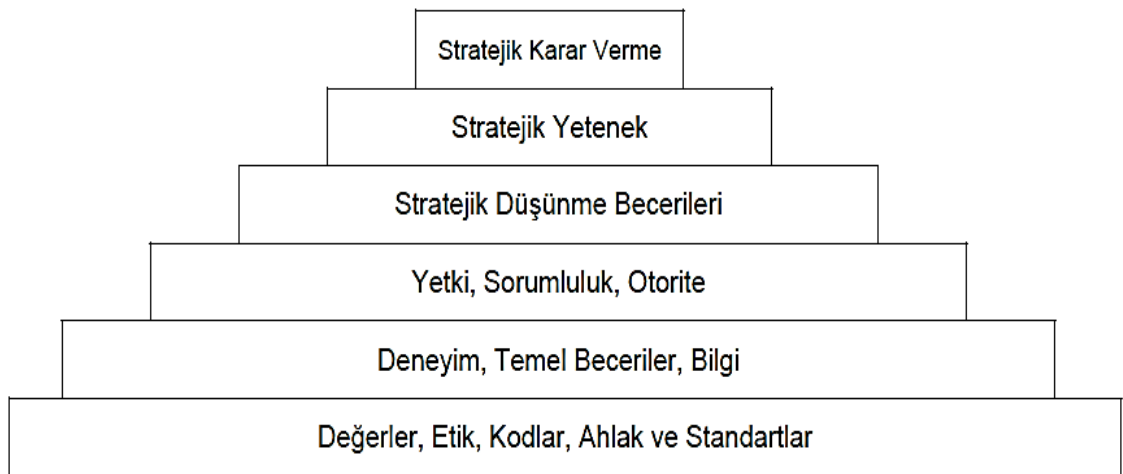 Stratejik Karar Verme
Stratejik Yetenek
Stratejik Düşünme Becerileri
Yetki, Sorumluluk, Otorite
Deneyim, Temel Beceriler, Bilgi
Değerler, Etik, Kodlar, Ahlak ve Standartlar